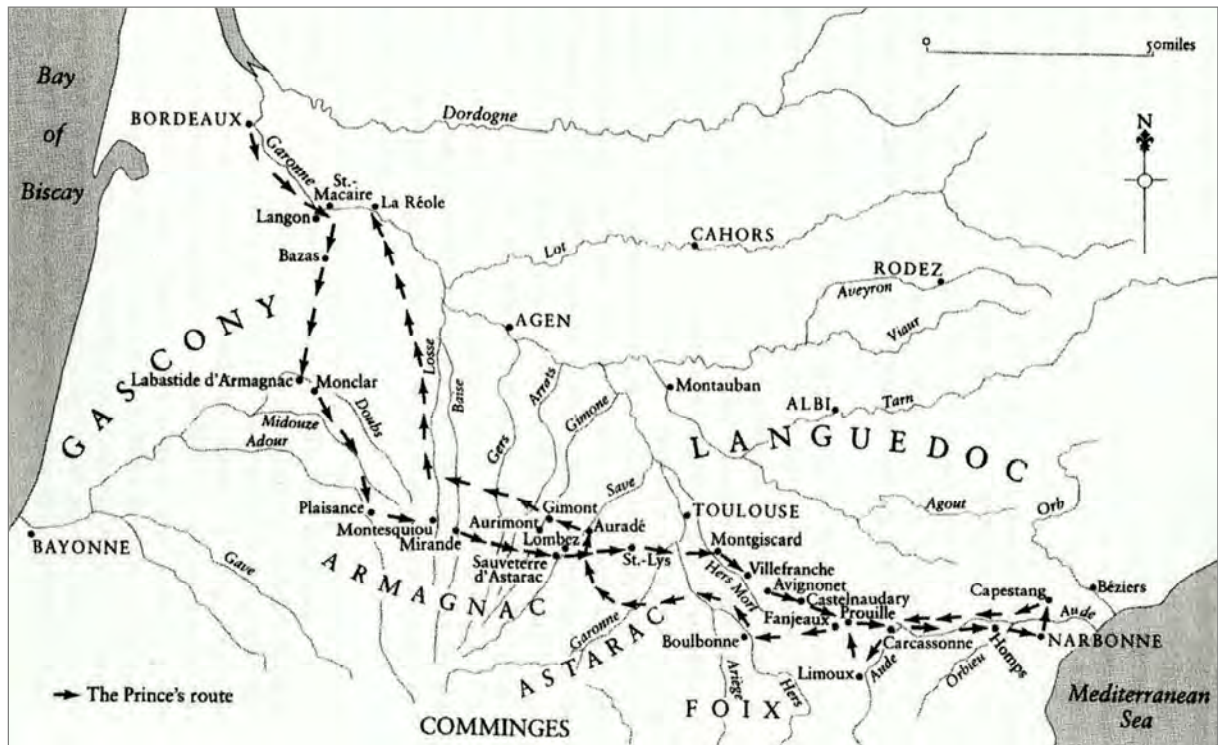 Bay
of
Biscay
0
50 miles
N
BORDEAUX
Garonne
Dordogne
St.-
Macaire
La Réole
Langon
Bazas
Lot
CAHORS
RODEZ
Aveyron
Viaur
GASCONY
AGEN
Losse
Baise
Arrats
Gimone
Gers
Montauban
ALBI
Tarn
Labastide d'Armagnac
Monclar
Doubs
Midouze
Adour
LANGUEDOC
Agout
Orb
Save
Plaisance
Montesquiou
Mirande
Aurimont
Gimont
Lombez
Auradé
TOULOUSE
Montgiscard
Sauveterre
d'Astarac
St.-Lys
BAYONNE
Gave
ARMAGNAC
Hers Mort
Villefranche
Avignonet
Castelnaudary
Capestang
Béziers
Aude
Fanjeaux
Prouille
Carcassonne
Homps
NARBONNE
Garonne
ASTARAC
Boulbonne
Limoux
Aude
Orbieu
Ariège
Hers
The Prince's route
COMMINGES
FOIX
Mediterranean
Sea